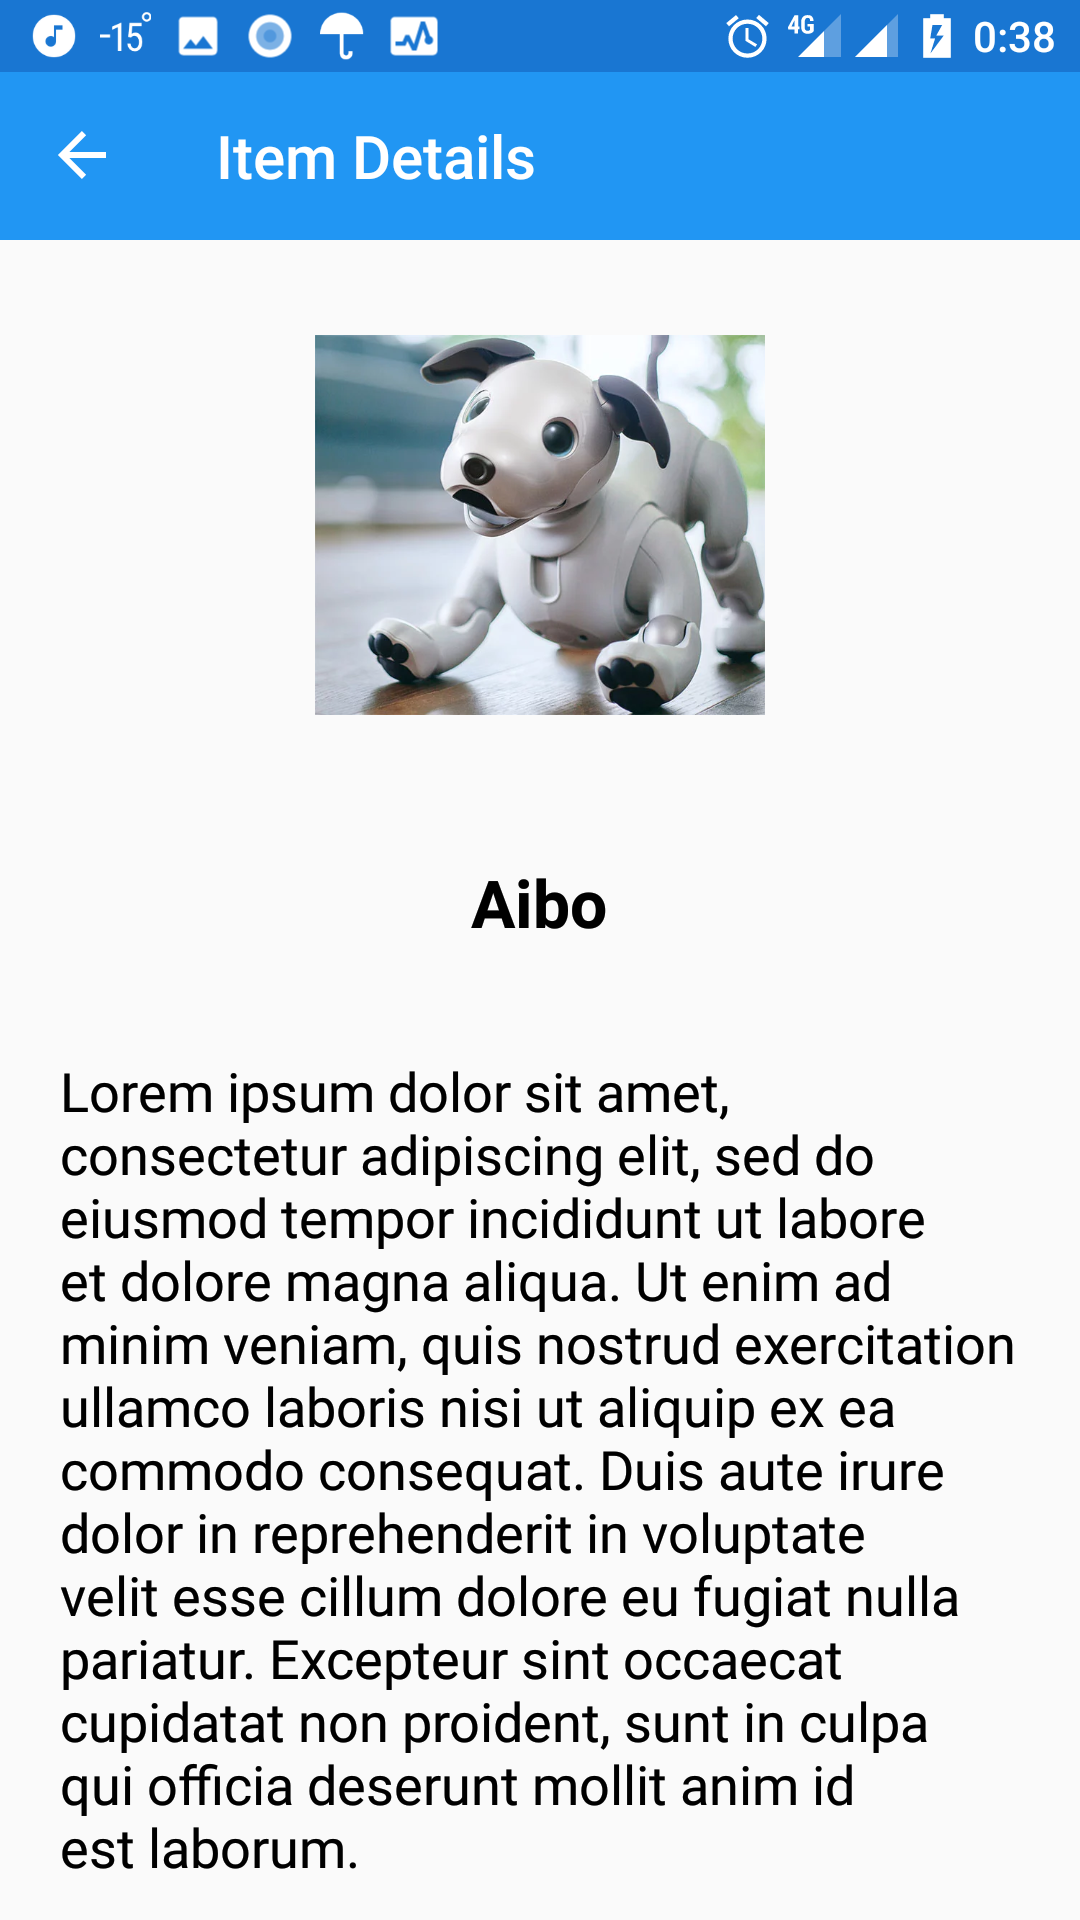 -15° 4G 0:38
Item Details
Aibo
Lorem ipsum dolor sit amet,
consectetur adipiscing elit, sed do
eiusmod tempor incididunt ut labore
et dolore magna aliqua. Ut enim ad
minim veniam, quis nostrud exercitation
ullamco laboris nisi ut aliquip ex ea
commodo consequat. Duis aute irure
dolor in reprehenderit in voluptate
velit esse cillum dolore eu fugiat nulla
pariatur. Excepteur sint occaecat
cupidatat non proident, sunt in culpa
qui officia deserunt mollit anim id
est laborum.